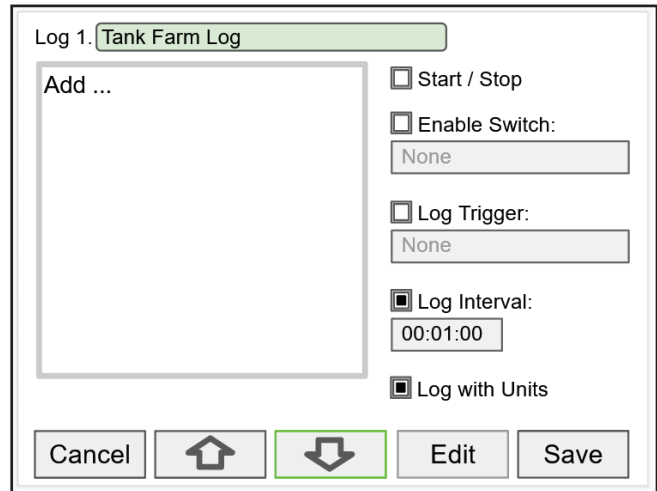 Log 1. Tank Farm Log
Add ...
Start / Stop
Enable Switch:
None
Log Trigger:
None
Log Interval:
00:01:00
Log with Units
Cancel Edit Save